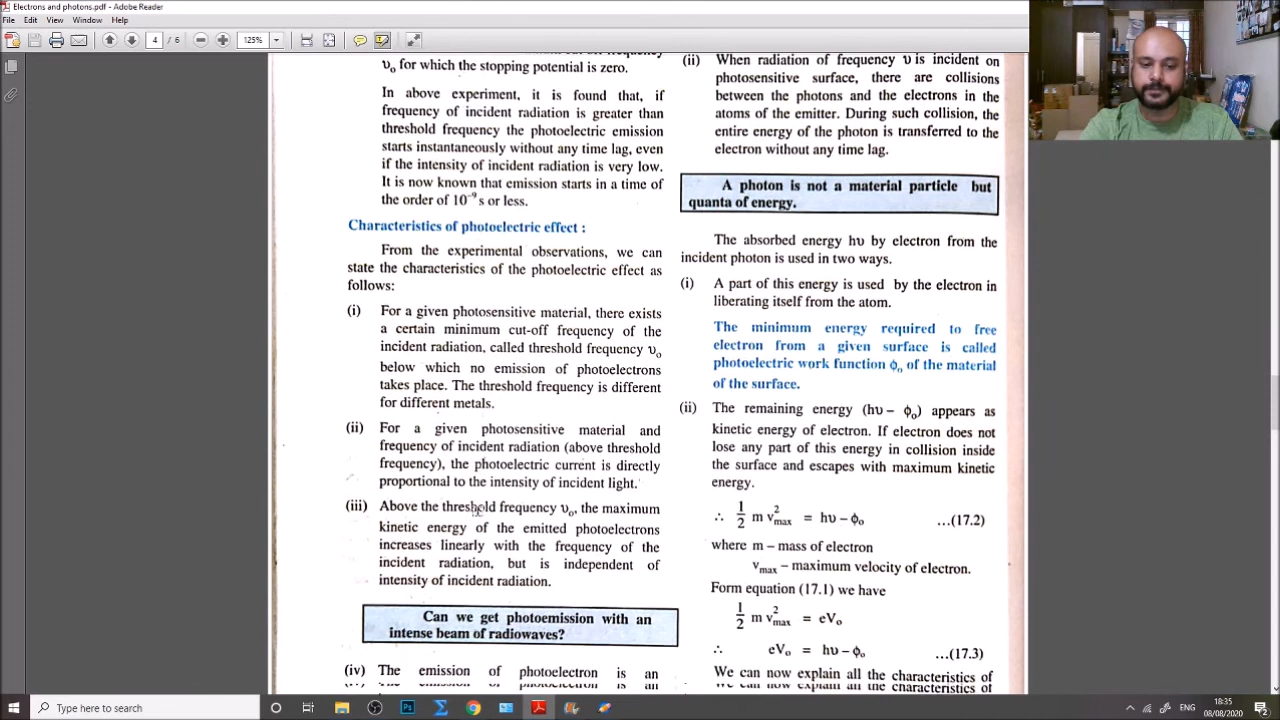 Electrons and photons.pdf - Adobe Reader
File Edit View Window Help
4 / 6 125%
υo for which the stopping potential is zero.
In above experiment, it is found that, if
frequency of incident radiation is greater than
threshold frequency the photoelectric emission
starts instantaneously without any time lag, even
if the intensity of incident radiation is very low.
It is now known that emission starts in a time of
the order of 10⁻⁹ s or less.
Characteristics of photoelectric effect :
From the experimental observations, we can
state the characteristics of the photoelectric effect as
follows:
(i) For a given photosensitive material, there exists
a certain minimum cut-off frequency of the
incident radiation, called threshold frequency υo
below which no emission of photoelectrons
takes place. The threshold frequency is different
for different metals.
(ii) For a given photosensitive material and
frequency of incident radiation (above threshold
frequency), the photoelectric current is directly
proportional to the intensity of incident light.
(iii) Above the threshold frequency υo, the maximum
kinetic energy of the emitted photoelectrons
increases linearly with the frequency of the
incident radiation, but is independent of
intensity of incident radiation.
Can we get photoemission with an
intense beam of radiowaves?
(iv) The emission of photoelectron is an
(ii) When radiation of frequency υ is incident on
photosensitive surface, there are collisions
between the photons and the electrons in the
atoms of the emitter. During such collision, the
entire energy of the photon is transferred to the
electron without any time lag.
A photon is not a material particle but
quanta of energy.
The absorbed energy hυ by electron from the
incident photon is used in two ways.
(i) A part of this energy is used by the electron in
liberating itself from the atom.
The minimum energy required to free
electron from a given surface is called
photoelectric work function ϕo of the material
of the surface.
(ii) The remaining energy (hυ – ϕo) appears as
kinetic energy of electron. If electron does not
lose any part of this energy in collision inside
the surface and escapes with maximum kinetic
energy.
∴ 1/2 m v²max = hυ – ϕo ...(17.2)
where m – mass of electron
vmax – maximum velocity of electron.
Form equation (17.1) we have
1/2 m v²max = eVo
∴ eVo = hυ – ϕo ...(17.3)
We can now explain all the characteristics of
Type here to search
ENG
18:35
08/08/2020
2